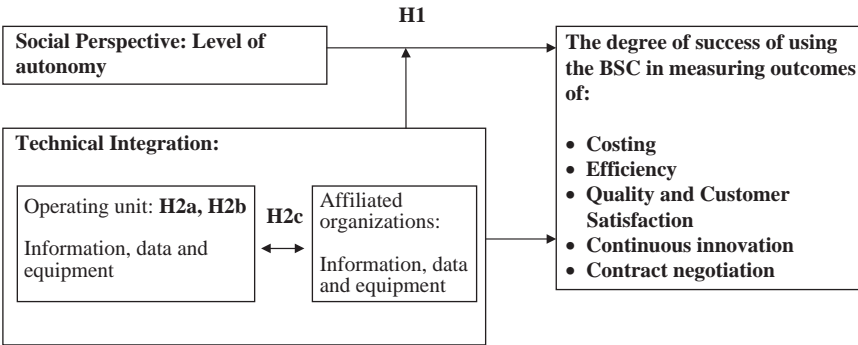 H1
Social Perspective: Level of
autonomy
The degree of success of using
the BSC in measuring outcomes
of:
• Costing
• Efficiency
• Quality and Customer
Satisfaction
• Continuous innovation
• Contract negotiation
Technical Integration:
Operating unit: H2a, H2b
Information, data and
equipment
H2c
Affiliated
organizations:
Information, data
and equipment